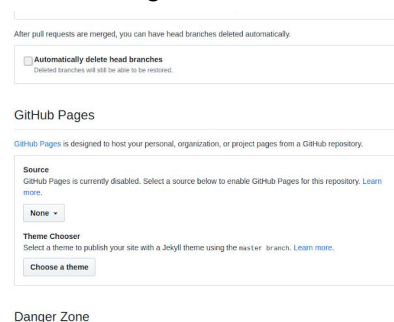 After pull requests are merged, you can have head branches deleted automatically.
Automatically delete head branches
Deleted branches will still be able to be restored.
GitHub Pages
GitHub Pages is designed to host your personal, organization, or project pages from a GitHub repository.
Source
GitHub Pages is currently disabled. Select a source below to enable GitHub Pages for this repository. Learn
more.
None
Theme Chooser
Select a theme to publish your site with a Jekyll theme using the master branch. Learn more.
Choose a theme
Danger Zone